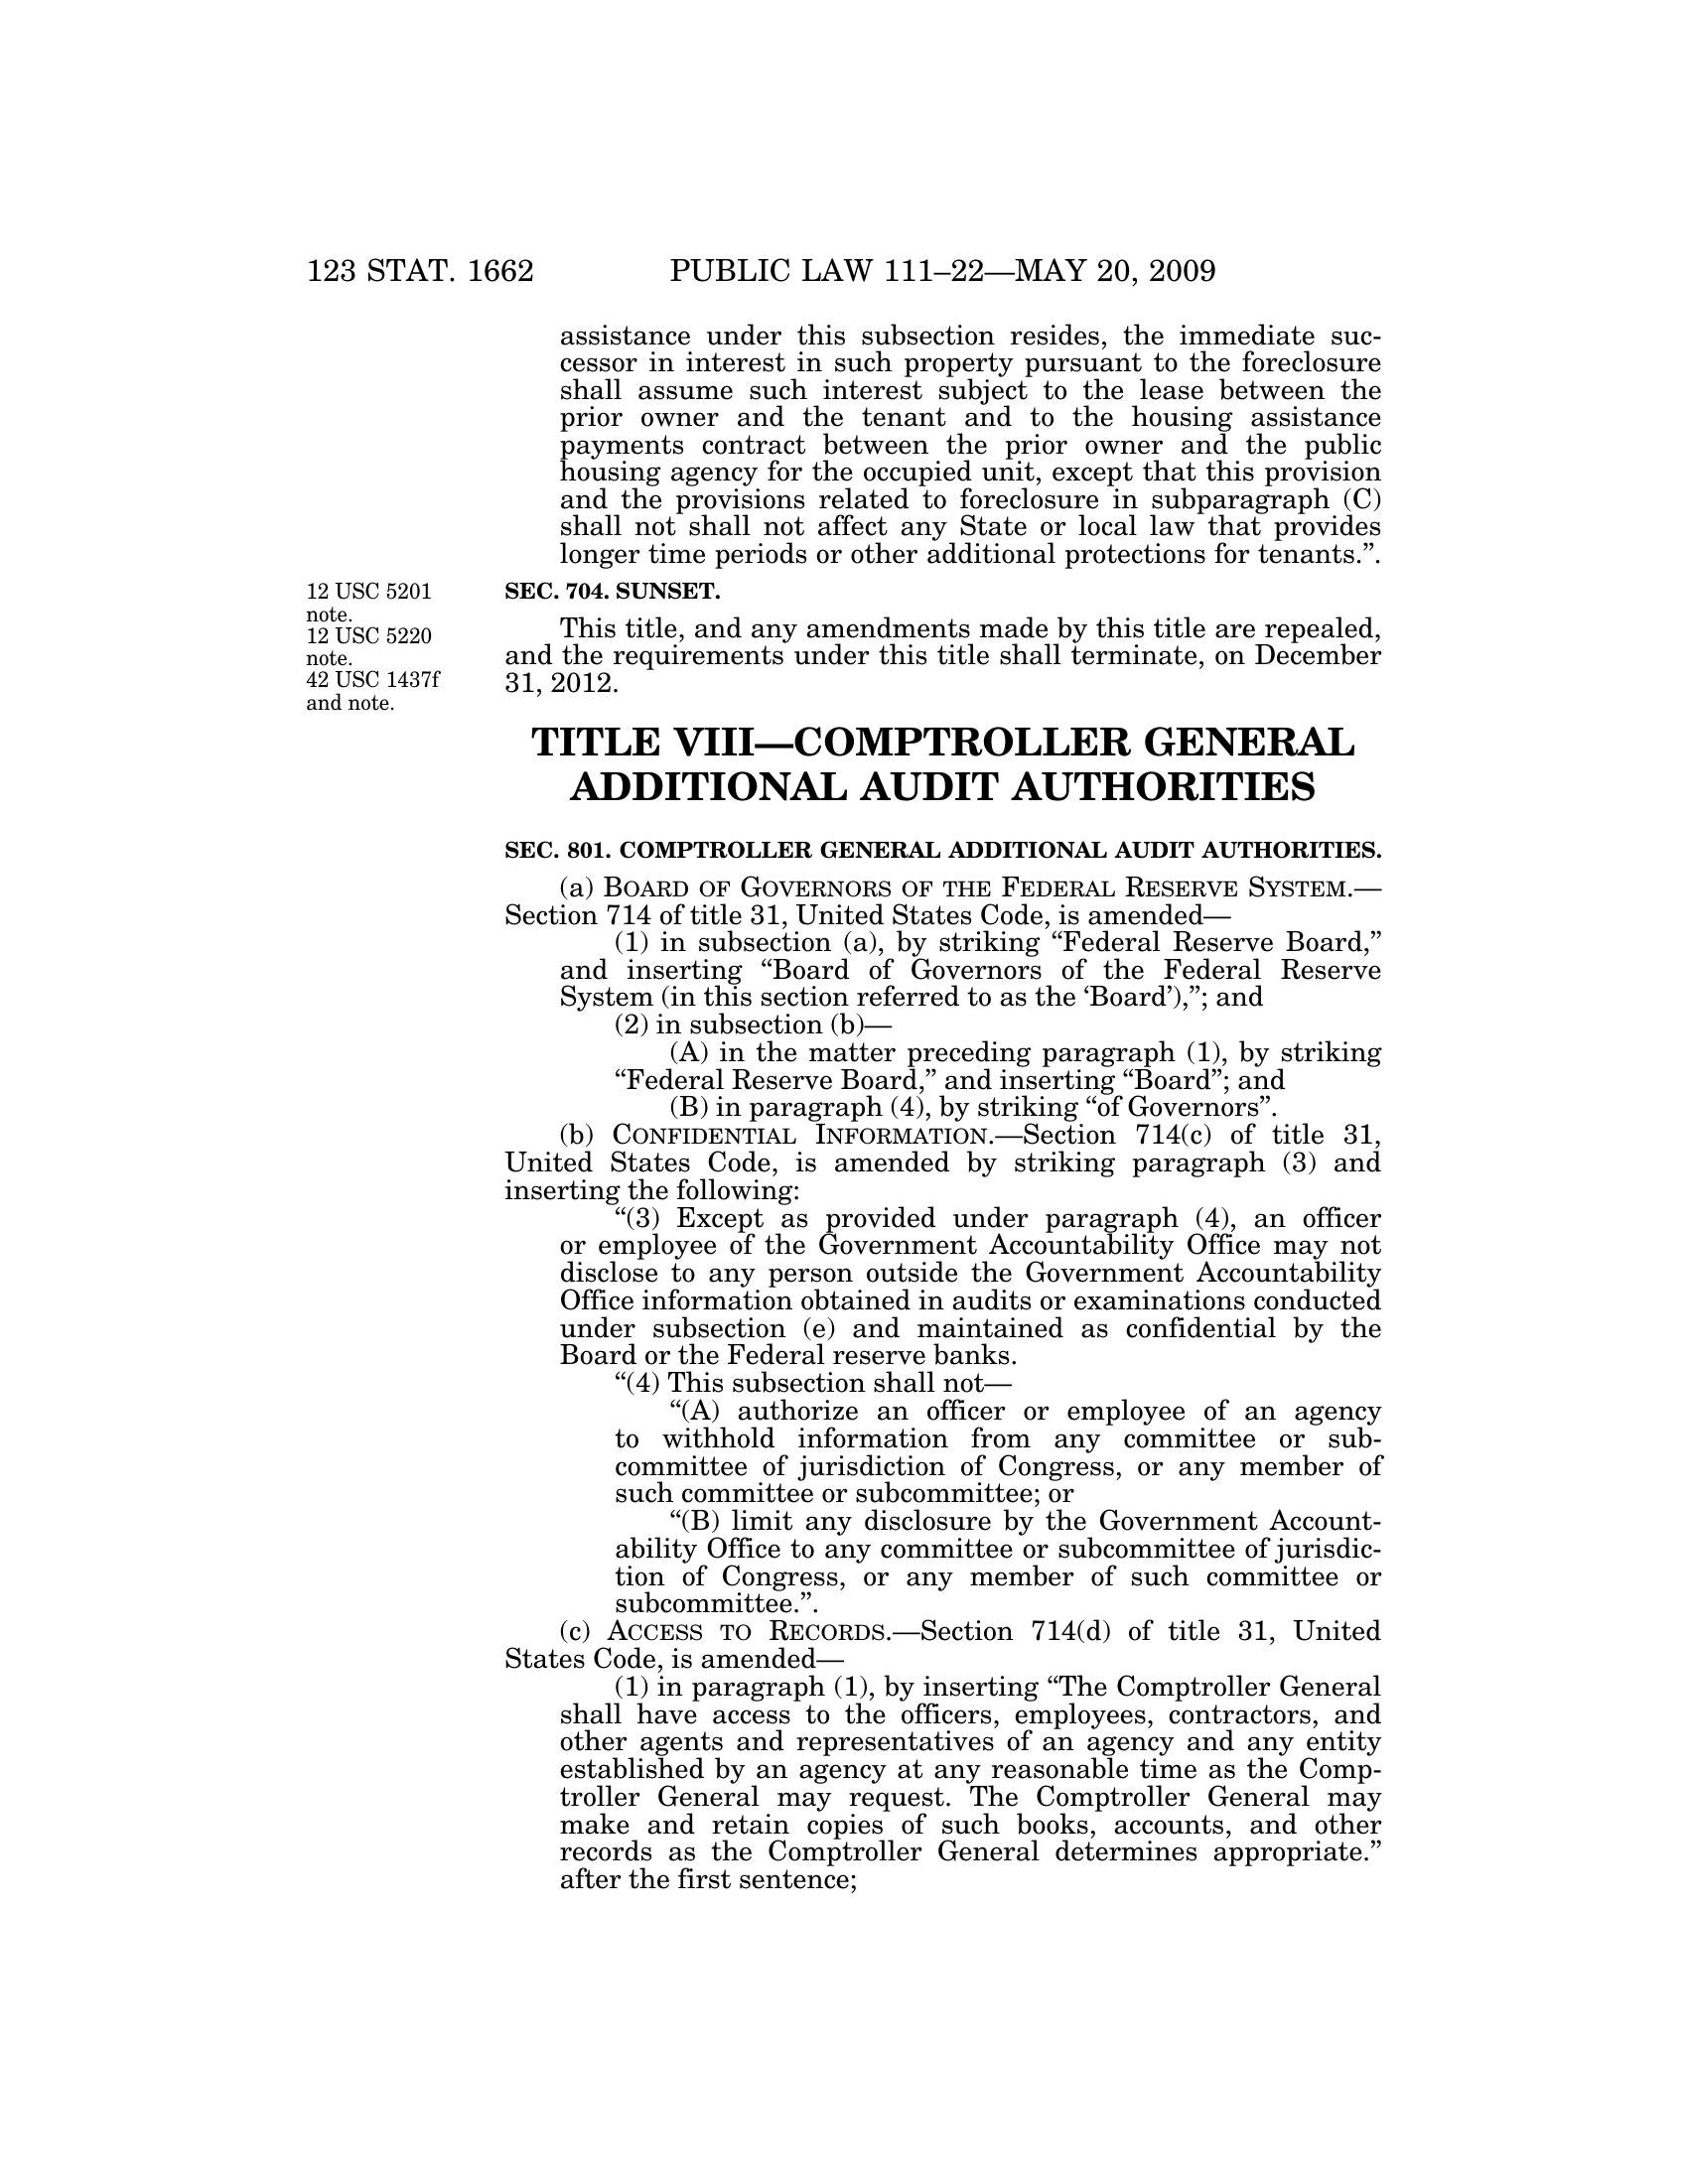 123 STAT. 1662 PUBLIC LAW 111–22—MAY 20, 2009
assistance under this subsection resides, the immediate suc-
cessor in interest in such property pursuant to the foreclosure
shall assume such interest subject to the lease between the
prior owner and the tenant and to the housing assistance
payments contract between the prior owner and the public
housing agency for the occupied unit, except that this provision
and the provisions related to foreclosure in subparagraph (C)
shall not shall not affect any State or local law that provides
longer time periods or other additional protections for tenants.”.
12 USC 5201
note.
12 USC 5220
note.
42 USC 1437f
and note.
SEC. 704. SUNSET.
This title, and any amendments made by this title are repealed,
and the requirements under this title shall terminate, on December
31, 2012.
TITLE VIII—COMPTROLLER GENERAL
ADDITIONAL AUDIT AUTHORITIES
SEC. 801. COMPTROLLER GENERAL ADDITIONAL AUDIT AUTHORITIES.
(a) BOARD OF GOVERNORS OF THE FEDERAL RESERVE SYSTEM.—
Section 714 of title 31, United States Code, is amended—
(1) in subsection (a), by striking “Federal Reserve Board,”
and inserting “Board of Governors of the Federal Reserve
System (in this section referred to as the ‘Board’),”; and
(2) in subsection (b)—
(A) in the matter preceding paragraph (1), by striking
“Federal Reserve Board,” and inserting “Board”; and
(B) in paragraph (4), by striking “of Governors”.
(b) CONFIDENTIAL INFORMATION.—Section 714(c) of title 31,
United States Code, is amended by striking paragraph (3) and
inserting the following:
“(3) Except as provided under paragraph (4), an officer
or employee of the Government Accountability Office may not
disclose to any person outside the Government Accountability
Office information obtained in audits or examinations conducted
under subsection (e) and maintained as confidential by the
Board or the Federal reserve banks.
“(4) This subsection shall not—
“(A) authorize an officer or employee of an agency
to withhold information from any committee or sub-
committee of jurisdiction of Congress, or any member of
such committee or subcommittee; or
“(B) limit any disclosure by the Government Account-
ability Office to any committee or subcommittee of jurisdic-
tion of Congress, or any member of such committee or
subcommittee.”.
(c) ACCESS TO RECORDS.—Section 714(d) of title 31, United
States Code, is amended—
(1) in paragraph (1), by inserting “The Comptroller General
shall have access to the officers, employees, contractors, and
other agents and representatives of an agency and any entity
established by an agency at any reasonable time as the Comp-
troller General may request. The Comptroller General may
make and retain copies of such books, accounts, and other
records as the Comptroller General determines appropriate.”
after the first sentence;